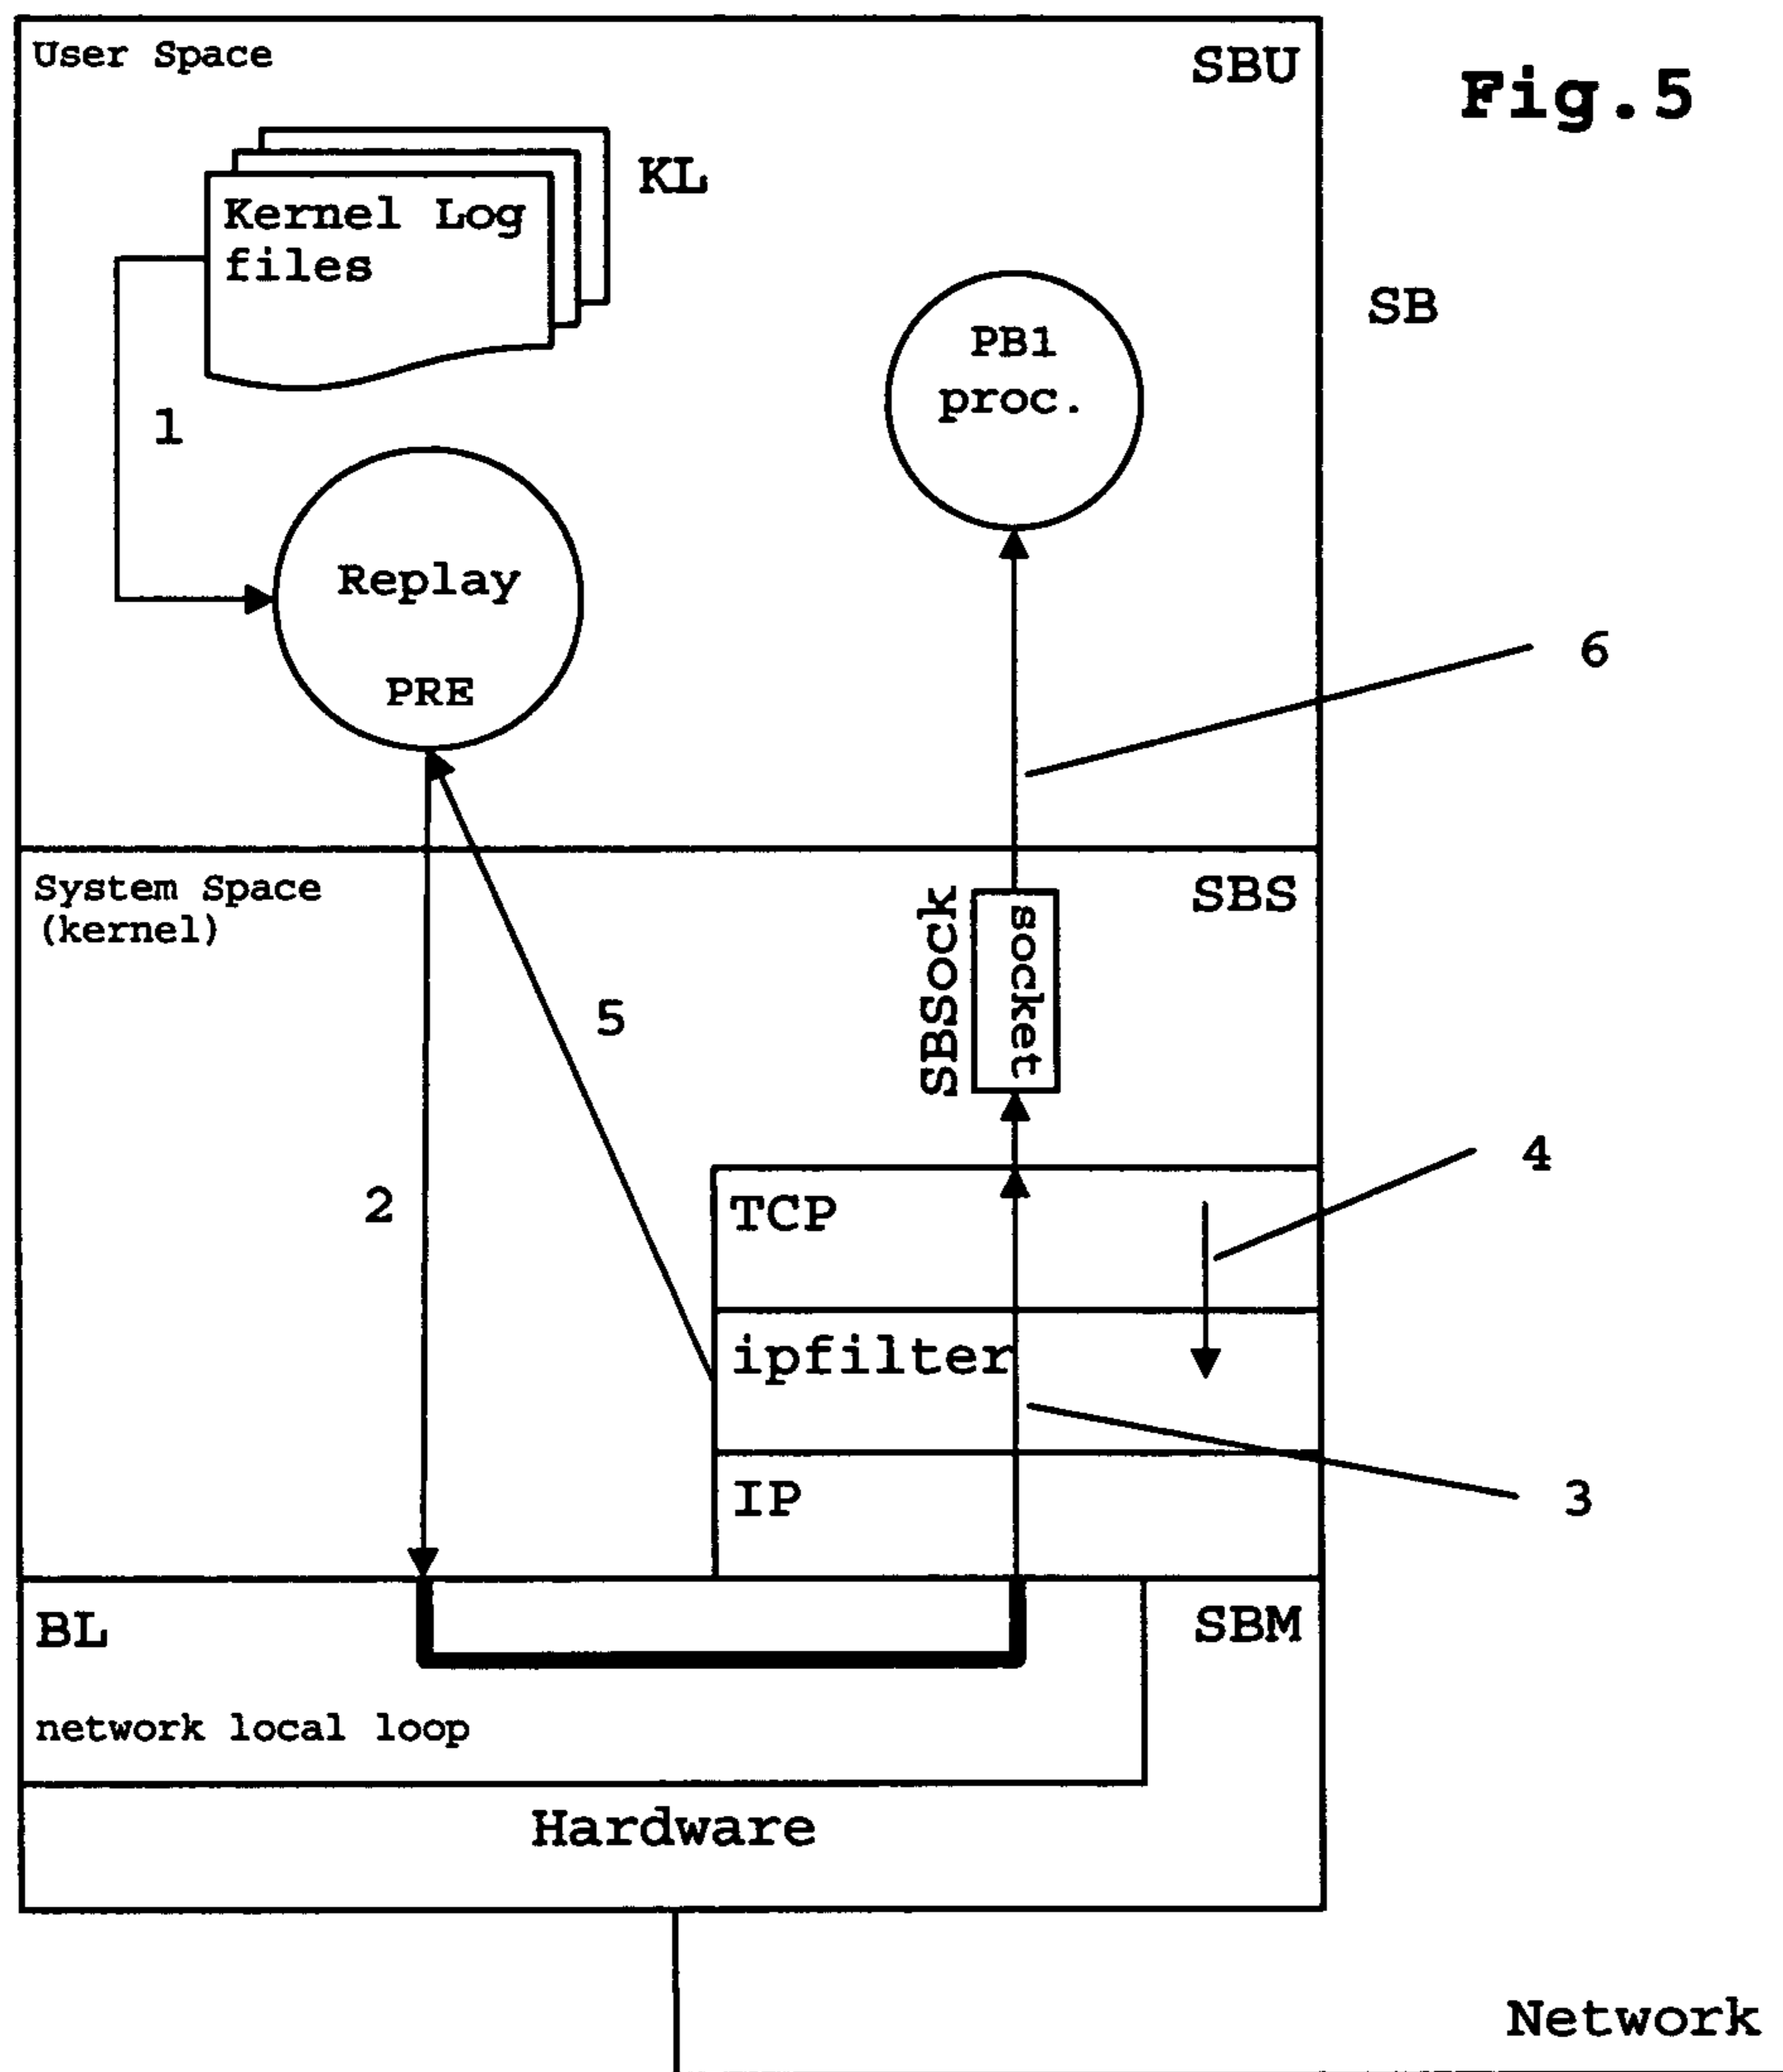 User Space
SBU
Fig.5
KL
Kernel Log
files
SB
PB1
proc.
1
Replay
PRE
6
System Space
(kernel)
SBS
SBSock
socket
5
4
2
TCP
ipfilter
IP
3
BL
SBM
network local loop
Hardware
Network